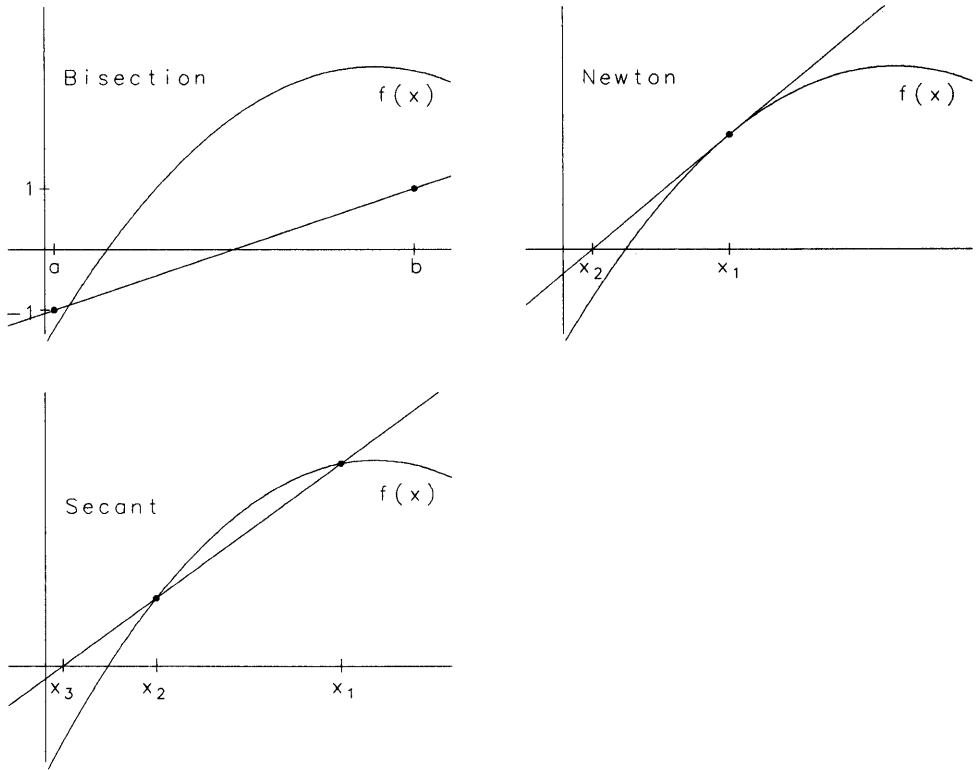 Bisection
f(x)
1
a
b
-1
Newton
f(x)
x₂
x₁
Secant
f(x)
x₃
x₂
x₁